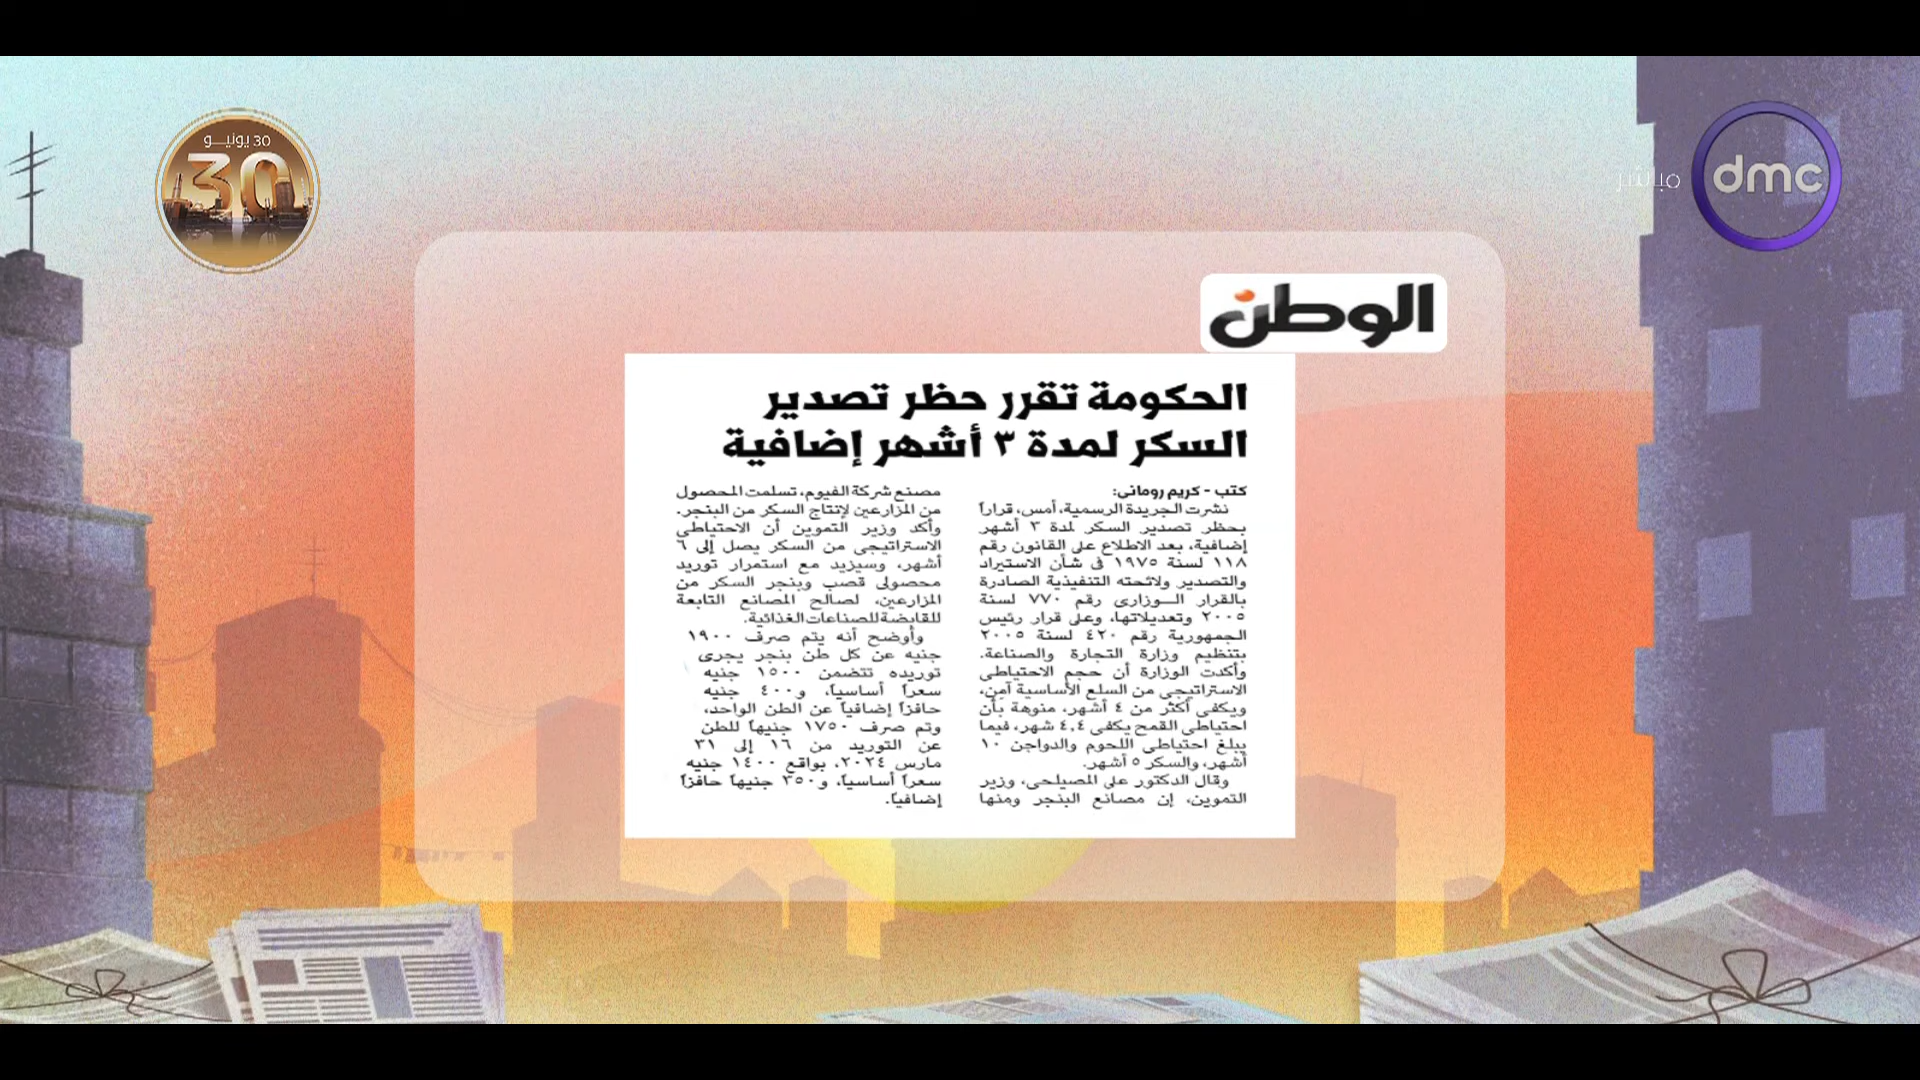 30 يونيـــو
30
مباشر
dmc
الوطن
الحكومة تقرر حظر تصدير
السكر لمدة ٣ أشهر إضافية
كتب - كريم رومانى:
نشرت الجريدة الرسمية، أمس، قراراً
بحظر تصدير السكر لمدة ٣ أشهر
إضافية، بعد الاطلاع على القانون رقم
١١٨ لسنة ١٩٧٥ فى شأن الاستيراد
والتصدير ولائحته التنفيذية الصادرة
بالقرار الـــوزارى رقم ٧٧٠ لسنة
٢٠٠٥ وتعديلاتها، وعلى قرار رئيس
الجمهورية رقم ٤٢٠ لسنة ٢٠٠٥
بتنظيم وزارة التجارة والصناعة.
وأكدت الوزارة أن حجم الاحتياطى
الاستراتيجى من السلع الأساسية آمن،
ويكفى أكثر من ٤ أشهر، منوهة بأن
احتياطى القمح يكفى ٤,٤ شهر، فيما
يبلغ احتياطى اللحوم والدواجن ١٠
أشهر، والسكر ٥ أشهر.
وقال الدكتور على المصيلحى، وزير
التموين، إن مصانع البنجر ومنها
مصنع شركة الفيوم، تسلمت المحصول
من المزارعين لإنتاج السكر من البنجر.
وأكد وزير التموين أن الاحتياطى
الاستراتيجى من السكر يصل إلى ٦
أشهر، وسيزيد مع استمرار توريد
محصولى قصب وبنجر السكر من
المزارعين، لصالح المصانع التابعة
للقابضة للصناعات الغذائية.
وأوضح أنه يتم صرف ١٩٠٠
جنيه عن كل طن بنجر يجرى
توريده تتضمن ١٥٠٠ جنيه
سعراً أساسياً، و٤٠٠ جنيه
حافزاً إضافياً عن الطن الواحد،
وتم صرف ١٧٥٠ جنيهاً للطن
عن التوريد من ١٦ إلى ٣١
مارس ٢٠٢٤، بواقع ١٤٠٠ جنيه
سعراً أساسياً، و٣٥٠ جنيهاً حافزاً
إضافياً.